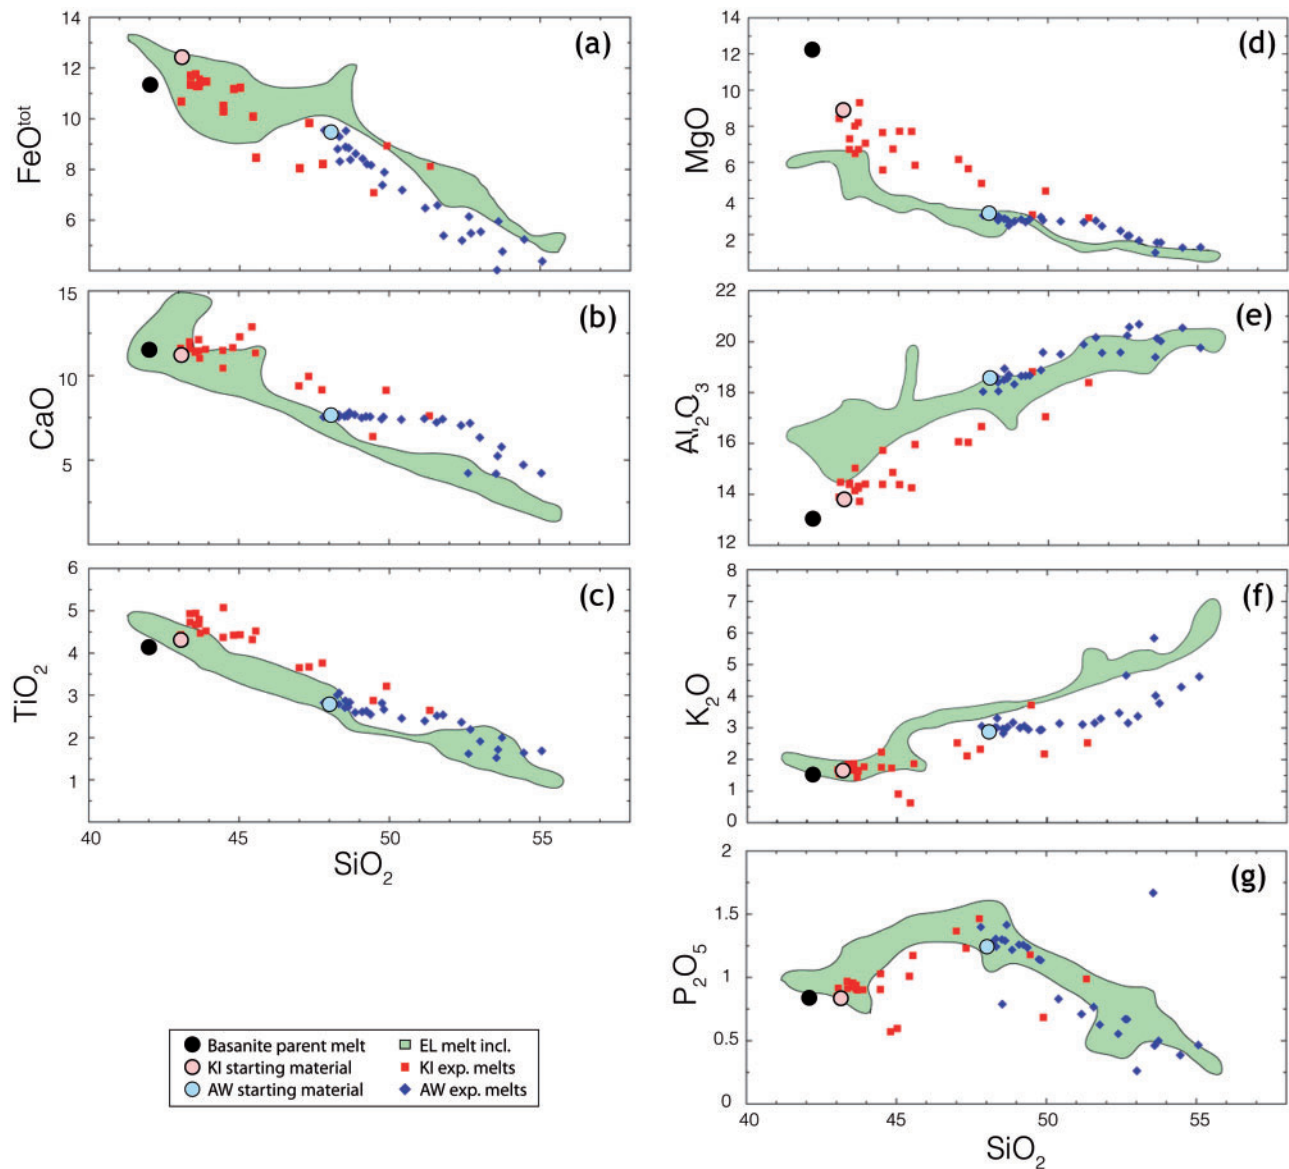 (a)
14
12
10
8
6
FeOᵗᵒᵗ
(b)
15
10
5
CaO
(c)
6
5
4
3
2
1
TiO₂
40 45 50 55
SiO₂
(d)
14
12
10
8
6
4
2
MgO
(e)
22
20
18
16
14
12
Al₂O₃
(f)
8
7
6
5
4
3
2
1
0
K₂O
(g)
2
1.5
1
0.5
0
P₂O₅
40 45 50 55
SiO₂
Basanite parent melt
KI starting material
AW starting material
EL melt incl.
KI exp. melts
AW exp. melts